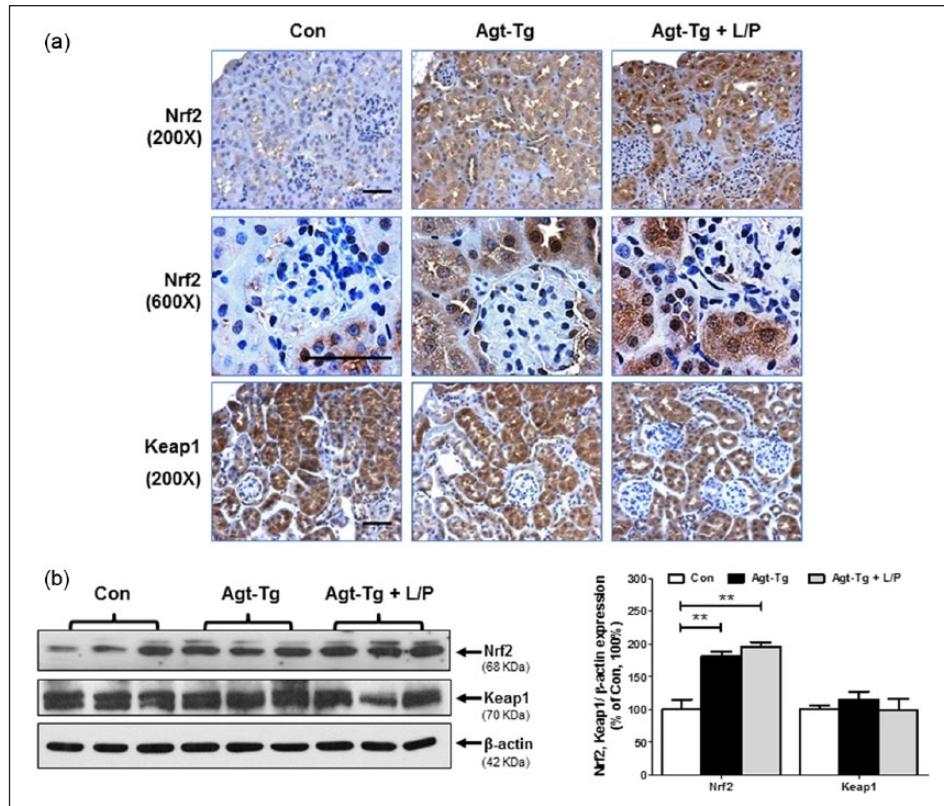 (a)
Con Agt-Tg Agt-Tg + L/P
Nrf2
(200X)
Nrf2
(600X)
Keap1
(200X)
(b)
Con Agt-Tg Agt-Tg + L/P
Nrf2
(68 KDa)
Keap1
(70 KDa)
β-actin
(42 KDa)
Nrf2, Keap1/ β-actin expression
(% of Con, 100%)
Con Agt-Tg Agt-Tg + L/P
300
250
200
150
100
50
0
**
**
Nrf2 Keap1